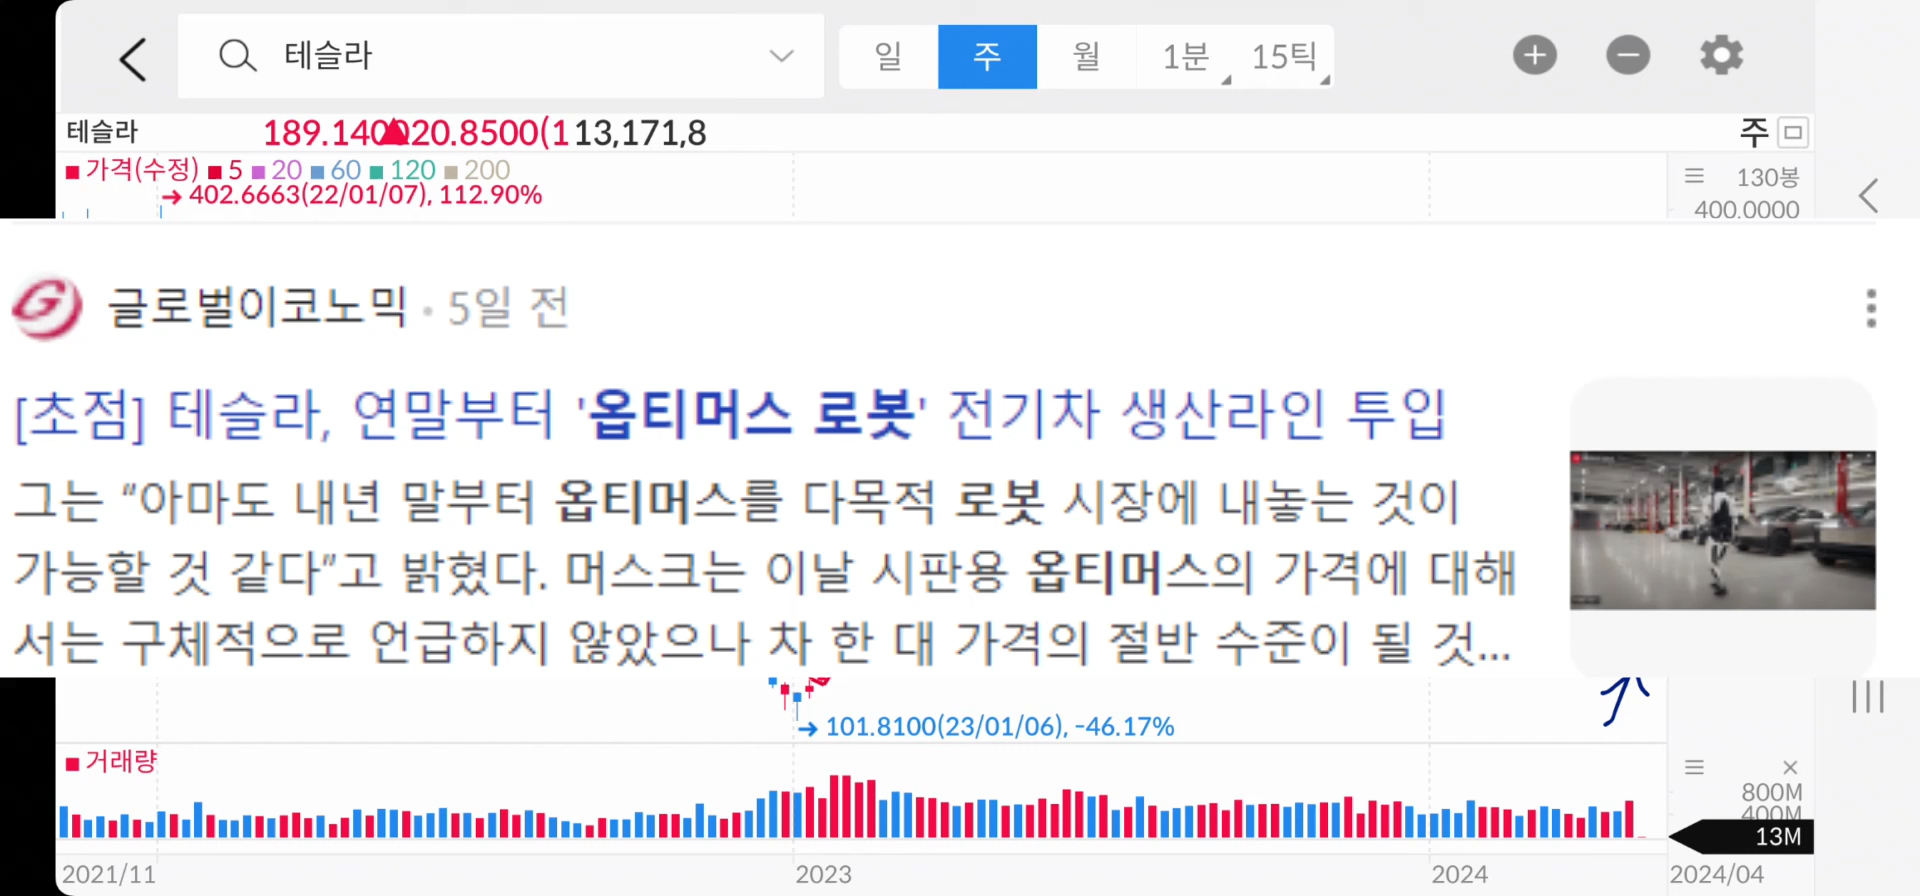 테슬라
일 주 월 1분 15틱
테슬라 189.1400▲20.8500(113,171,8 주
가격(수정) 5 20 60 120 200 130봉
402.6663(22/01/07), 112.90%
400.0000
글로벌이코노믹 · 5일 전
[초점] 테슬라, 연말부터 '옵티머스 로봇' 전기차 생산라인 투입
그는 “아마도 내년 말부터 옵티머스를 다목적 로봇 시장에 내놓는 것이
가능할 것 같다”고 밝혔다. 머스크는 이날 시판용 옵티머스의 가격에 대해
서는 구체적으로 언급하지 않았으나 차 한 대 가격의 절반 수준이 될 것...
101.8100(23/01/06), -46.17%
거래량
800M
400M
13M
2021/11 2023 2024 2024/04